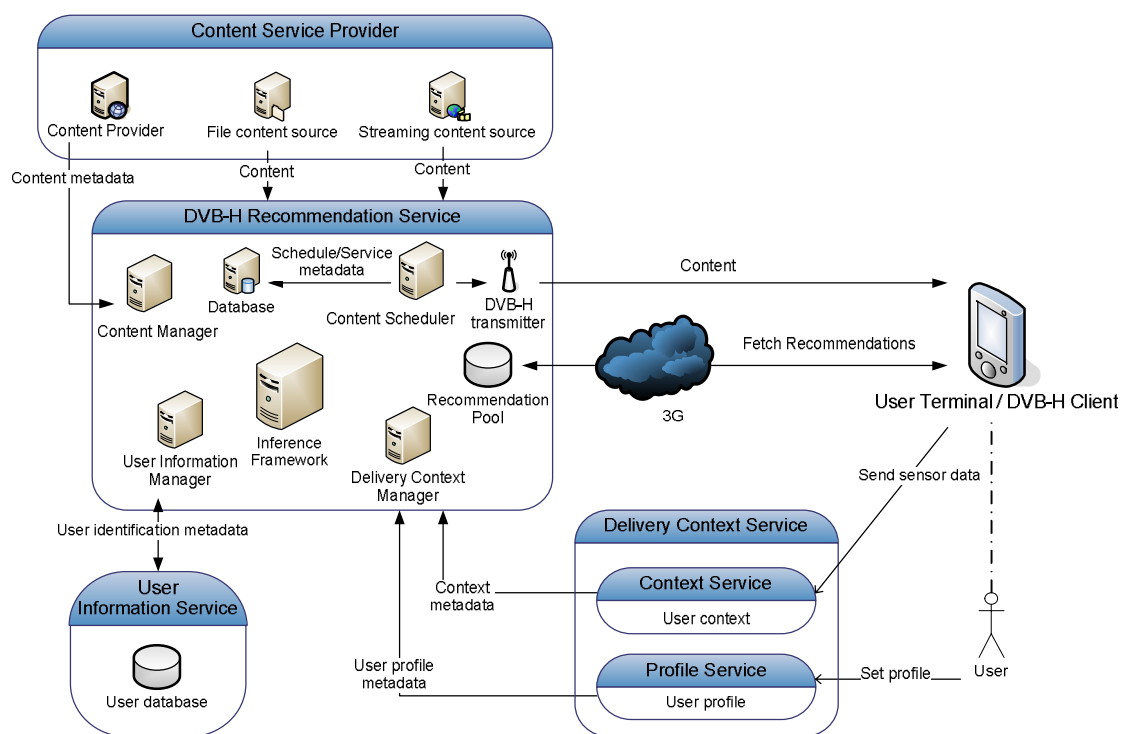 Content Service Provider
Content Provider
File content source
Streaming content source
Content metadata
Content
Content
DVB-H Recommendation Service
Schedule/Service
metadata
Database
Content Scheduler
DVB-H
transmitter
Content Manager
Content
Fetch Recommendations
3G
Recommendation
Pool
Inference
Framework
User Information
Manager
Delivery Context
Manager
User Terminal / DVB-H Client
Send sensor data
User identification metadata
Delivery Context Service
Context Service
User context
Context
metadata
User
Information Service
User database
User profile
metadata
Profile Service
User profile
Set profile
User